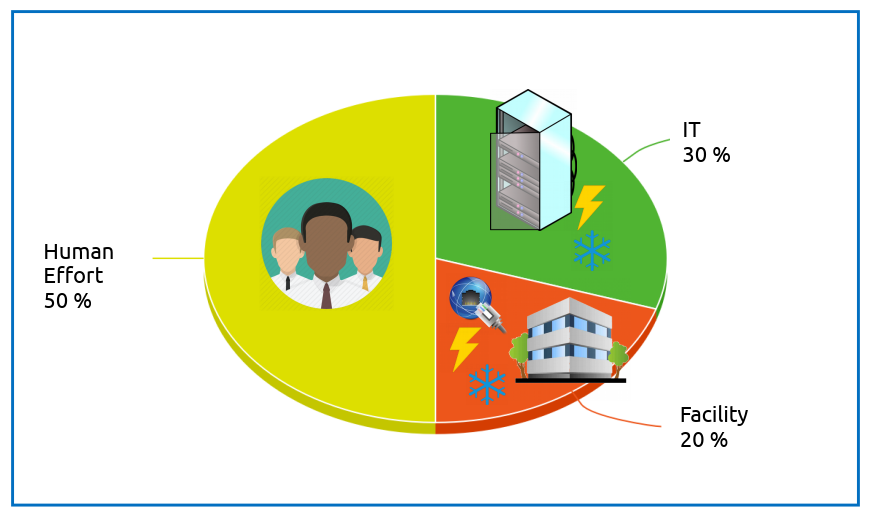 IT
30 %
Human
Effort
50 %
Facility
20 %